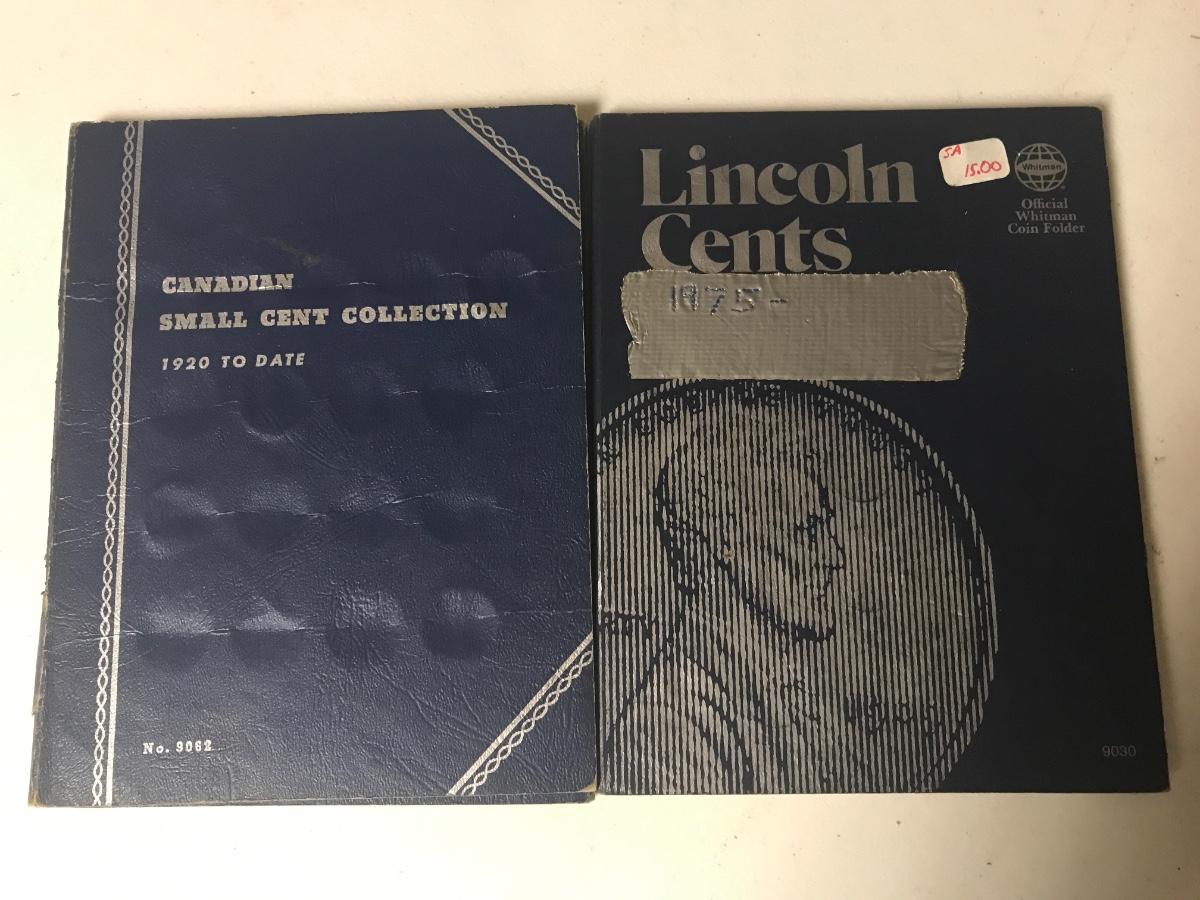 CANADIAN
SMALL CENT COLLECTION
1920 TO DATE
No. 9062
Lincoln
Cents
1975-
SA
15.00
Whitman
Official
Whitman
Coin Folder
9030